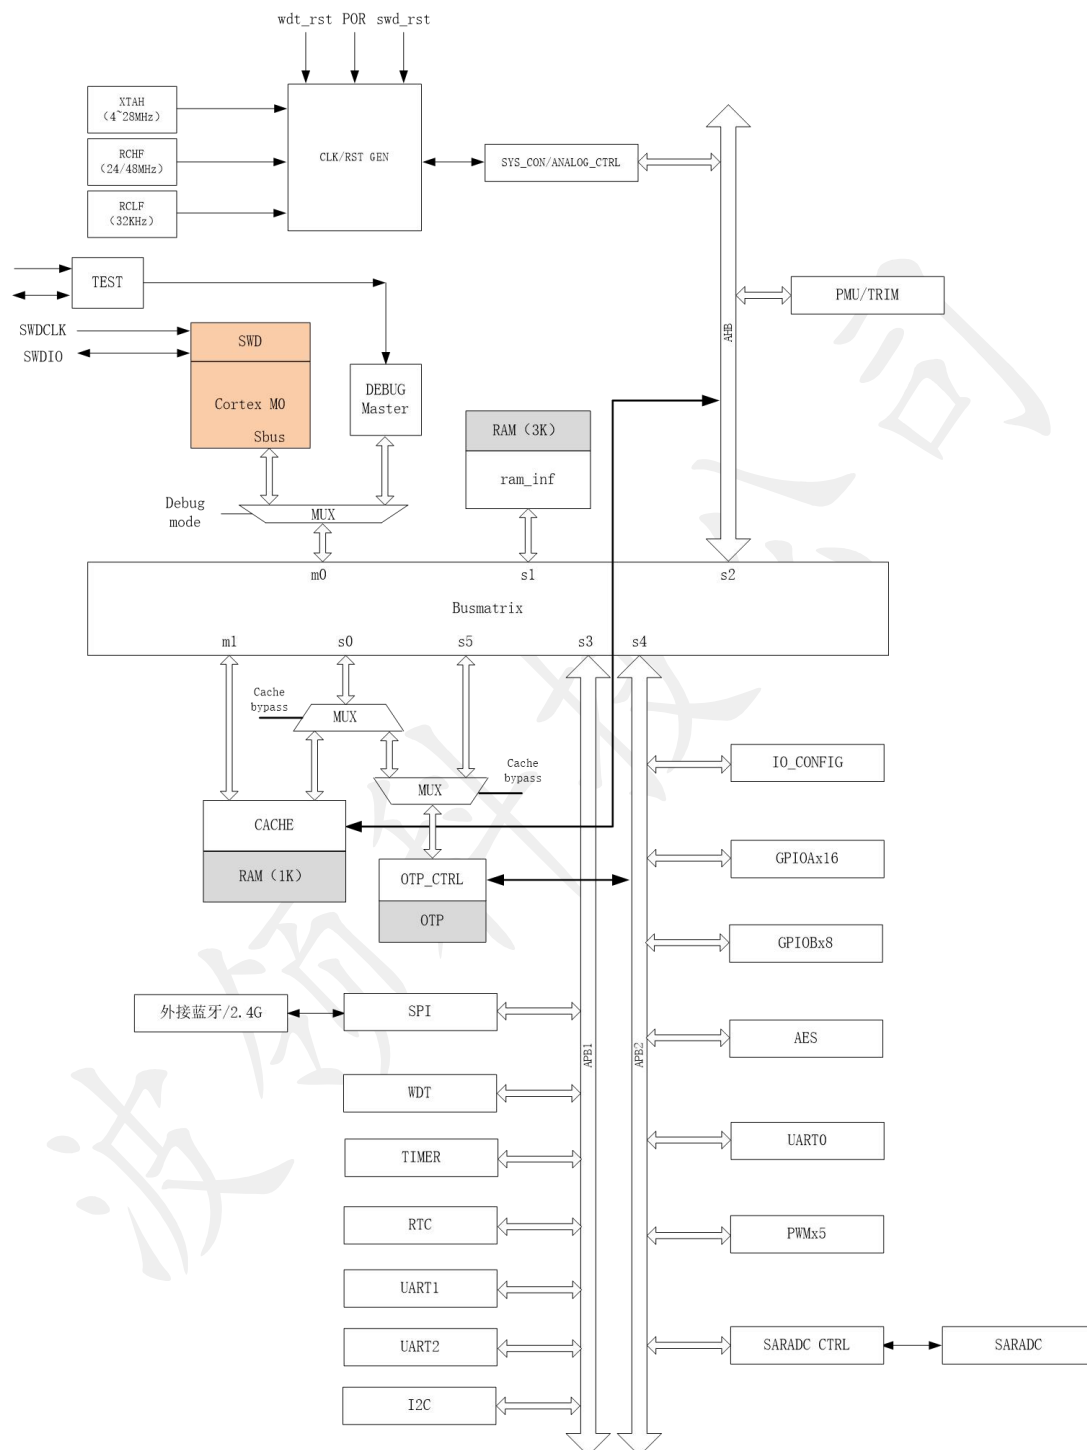 wdt_rst POR swd_rst
XTAH
(4~28MHz)
RCHF
(24/48MHz)
RCLF
(32KHz)
CLK/RST GEN
SYS_CON/ANALOG_CTRL
TEST
PMU/TRIM
AHB
SWDCLK
SWDIO
SWD
Cortex M0
Sbus
DEBUG
Master
RAM（3K）
ram_inf
Debug
mode
MUX
m0
s1
s2
Busmatrix
m1
s0
s5
s3
s4
Cache
bypass
MUX
Cache
bypass
MUX
CACHE
RAM（1K）
OTP_CTRL
OTP
IO_CONFIG
GPIOAx16
GPIOBx8
外接蓝牙/2.4G
SPI
AES
APB1
APB2
WDT
TIMER
UART0
RTC
PWMx5
UART1
UART2
SARADC CTRL
SARADC
I2C